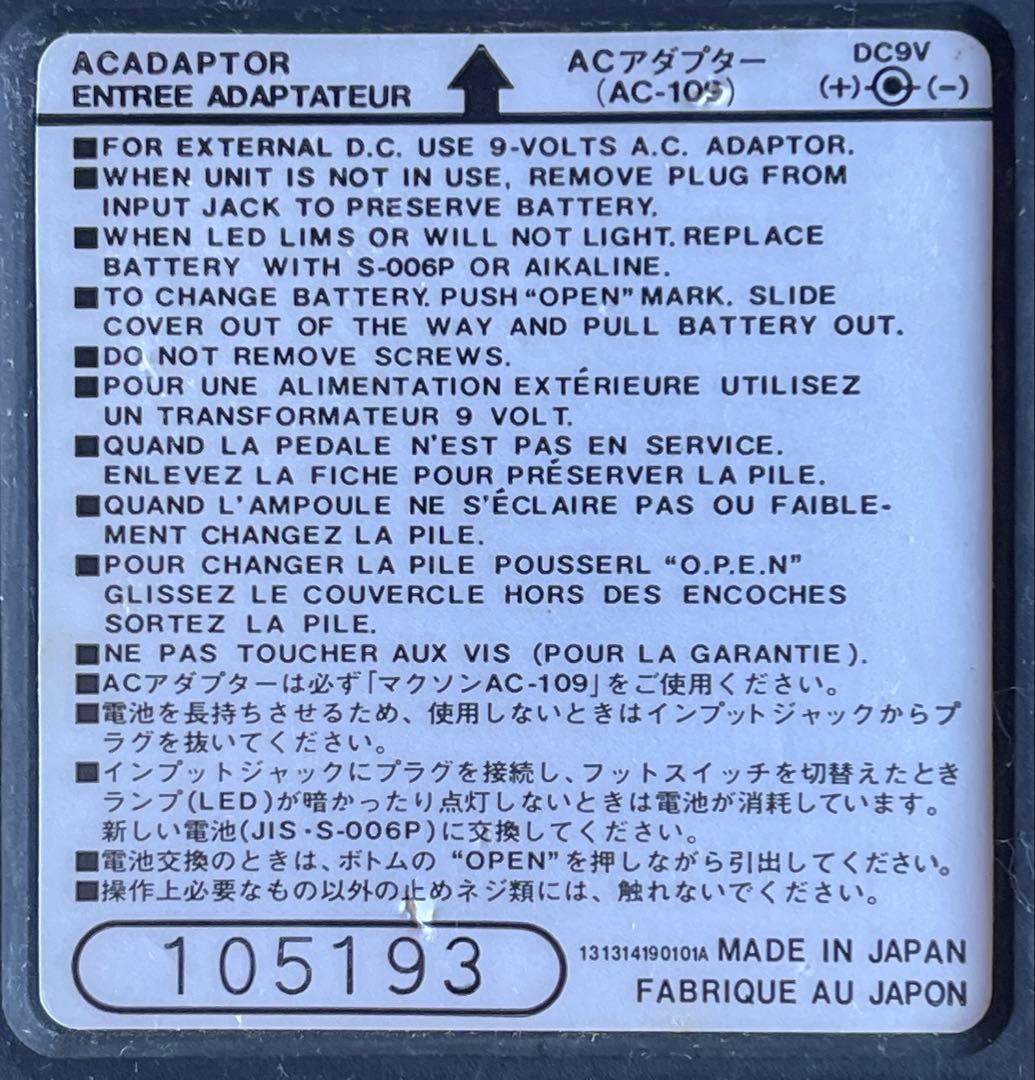 ACADAPTOR
ENTREE ADAPTATEUR
ACアダプター
(AC-109)
DC9V
(+) (−)
■FOR EXTERNAL D.C. USE 9-VOLTS A.C. ADAPTOR.
■WHEN UNIT IS NOT IN USE, REMOVE PLUG FROM
INPUT JACK TO PRESERVE BATTERY.
■WHEN LED LIMS OR WILL NOT LIGHT. REPLACE
BATTERY WITH S-006P OR AIKALINE.
■TO CHANGE BATTERY. PUSH “OPEN” MARK. SLIDE
COVER OUT OF THE WAY AND PULL BATTERY OUT.
■DO NOT REMOVE SCREWS.
■POUR UNE ALIMENTATION EXTÉRIEURE UTILISEZ
UN TRANSFORMATEUR 9 VOLT.
■QUAND LA PEDALE N'EST PAS EN SERVICE.
ENLEVEZ LA FICHE POUR PRÉSERVER LA PILE.
■QUAND L'AMPOULE NE S'ÉCLAIRE PAS OU FAIBLE-
MENT CHANGEZ LA PILE.
■POUR CHANGER LA PILE POUSSERL “O.P.E.N”
GLISSEZ LE COUVERCLE HORS DES ENCOCHES
SORTEZ LA PILE.
■NE PAS TOUCHER AUX VIS (POUR LA GARANTIE).
■ACアダプターは必ず「マクソンAC-109」をご使用ください。
■電池を長持ちさせるため、使用しないときはインプットジャックからプ
ラグを抜いてください。
■インプットジャックにプラグを接続し、フットスイッチを切替えたとき
ランプ(LED)が暗かったり点灯しないときは電池が消耗しています。
新しい電池(JIS・S-006P)に交換してください。
■電池交換のときは、ボトムの “OPEN”を押しながら引出してください。
■操作上必要なもの以外の止めネジ類には、触れないでください。
105193
131314190101A MADE IN JAPAN
FABRIQUE AU JAPON